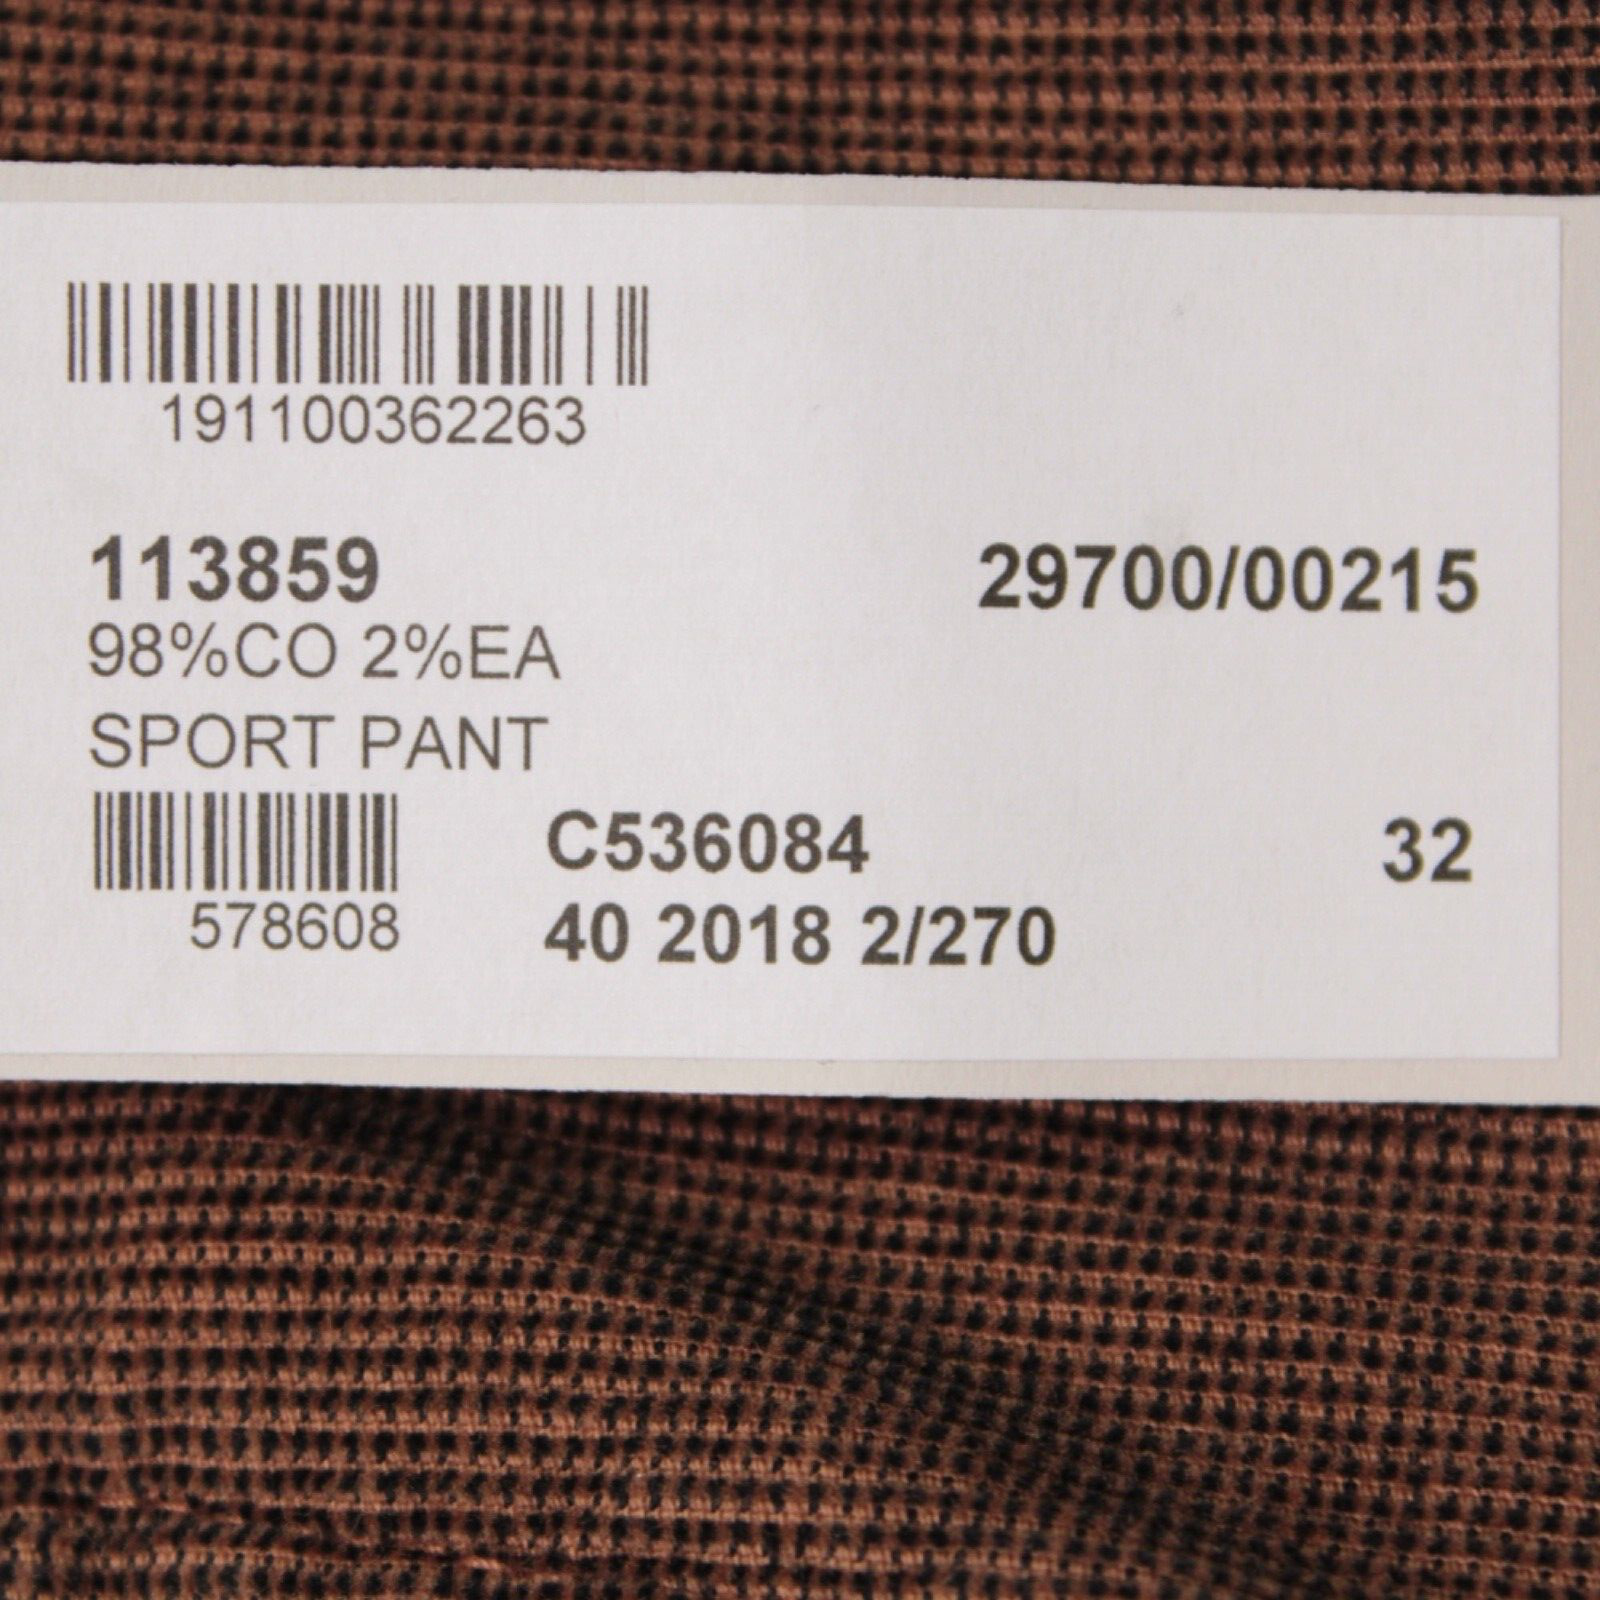 191100362263
113859 29700/00215
98%CO 2%EA
SPORT PANT
C536084 32
578608 40 2018 2/270